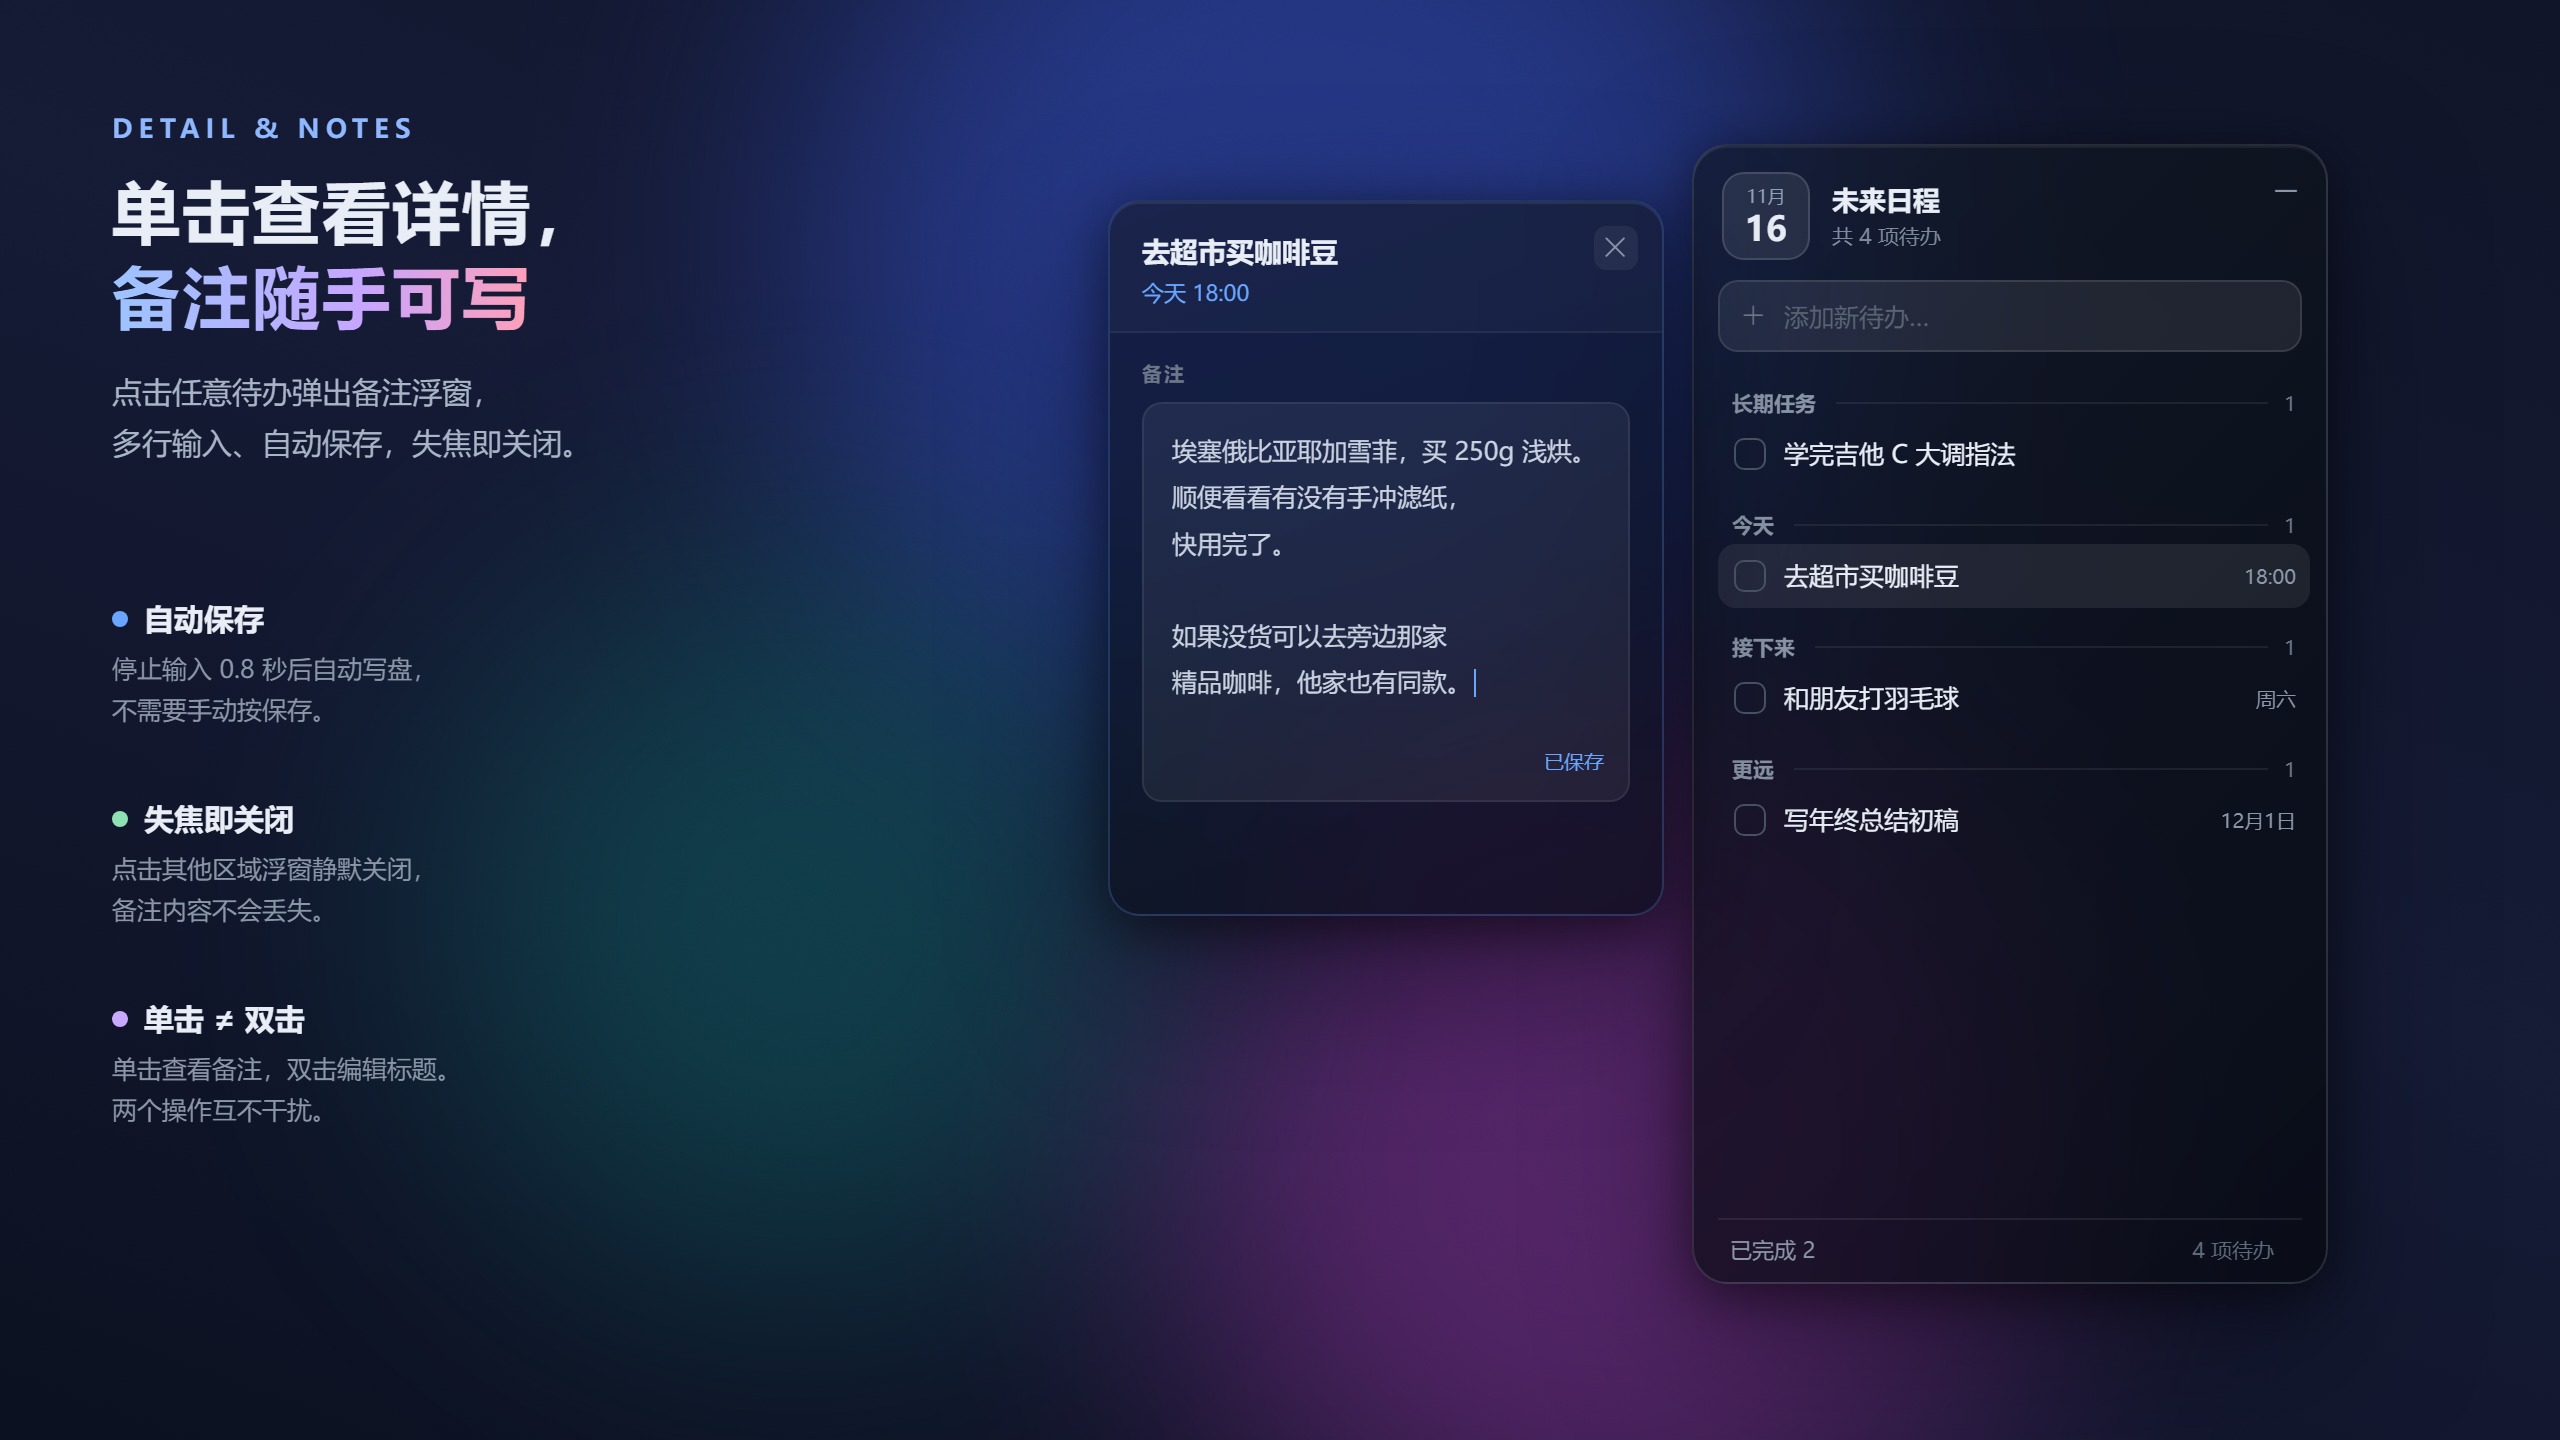 DETAIL & NOTES
单击查看详情，
备注随手可写
点击任意待办弹出备注浮窗，
多行输入、自动保存，失焦即关闭。
自动保存
停止输入 0.8 秒后自动写盘，
不需要手动按保存。
失焦即关闭
点击其他区域浮窗静默关闭，
备注内容不会丢失。
单击 ≠ 双击
单击查看备注，双击编辑标题。
两个操作互不干扰。
去超市买咖啡豆
今天 18:00
备注
埃塞俄比亚耶加雪菲，买 250g 浅烘。
顺便看看有没有手冲滤纸，
快用完了。
如果没货可以去旁边那家
精品咖啡，他家也有同款。
已保存
11月
16
未来日程
共 4 项待办
添加新待办...
长期任务 1
学完吉他 C 大调指法
今天 1
去超市买咖啡豆 18:00
接下来 1
和朋友打羽毛球 周六
更远 1
写年终总结初稿 12月1日
已完成 2 4 项待办